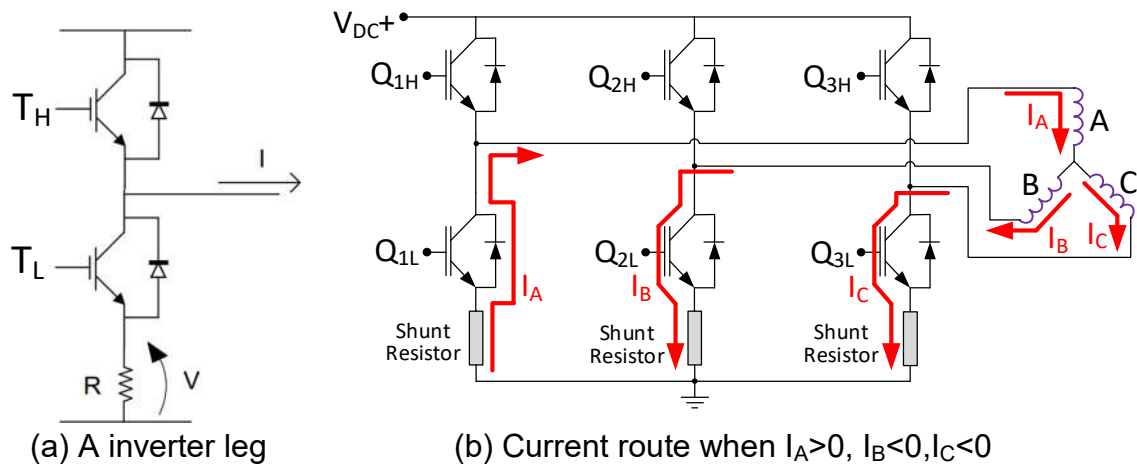 T_H
I
T_L
R
V
(a) A inverter leg
V_DC+
Q_1H
Q_2H
Q_3H
I_A
A
B
C
I_B
I_C
Q_1L
Q_2L
Q_3L
I_A
I_B
I_C
Shunt
Resistor
Shunt
Resistor
Shunt
Resistor
(b) Current route when I_A>0, I_B<0,I_C<0